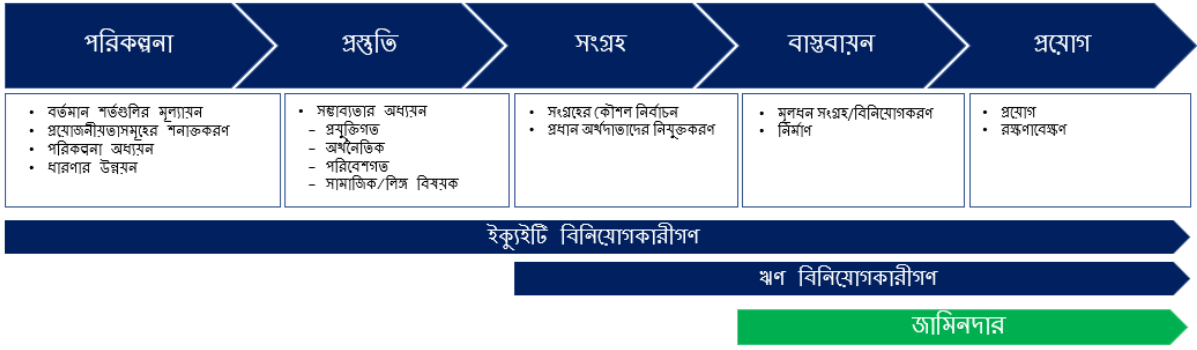 পরিকল্পনা
প্রস্তুতি
সংগ্রহ
বাস্তবায়ন
প্রয়োগ
• বর্তমান শর্তগুলির মূল্যায়ন
• প্রয়োজনীয়তাসমূহের শনাক্তকরণ
• পরিকল্পনা অধ্যয়ন
• ধারণার উন্নয়ন
• সম্ভাব্যতার অধ্যয়ন
– প্রযুক্তিগত
– অর্থনৈতিক
– পরিবেশগত
– সামাজিক/লিঙ্গ বিষয়ক
• সংগ্রহের কৌশল নির্বাচন
• প্রধান অর্থদাতাদের নিযুক্তকরণ
• মূলধন সংগ্রহ/বিনিয়োগকরণ
• নির্মাণ
• প্রয়োগ
• রক্ষণাবেক্ষণ
ইক্যুইটি বিনিয়োগকারীগণ
ঋণ বিনিয়োগকারীগণ
জামিনদার